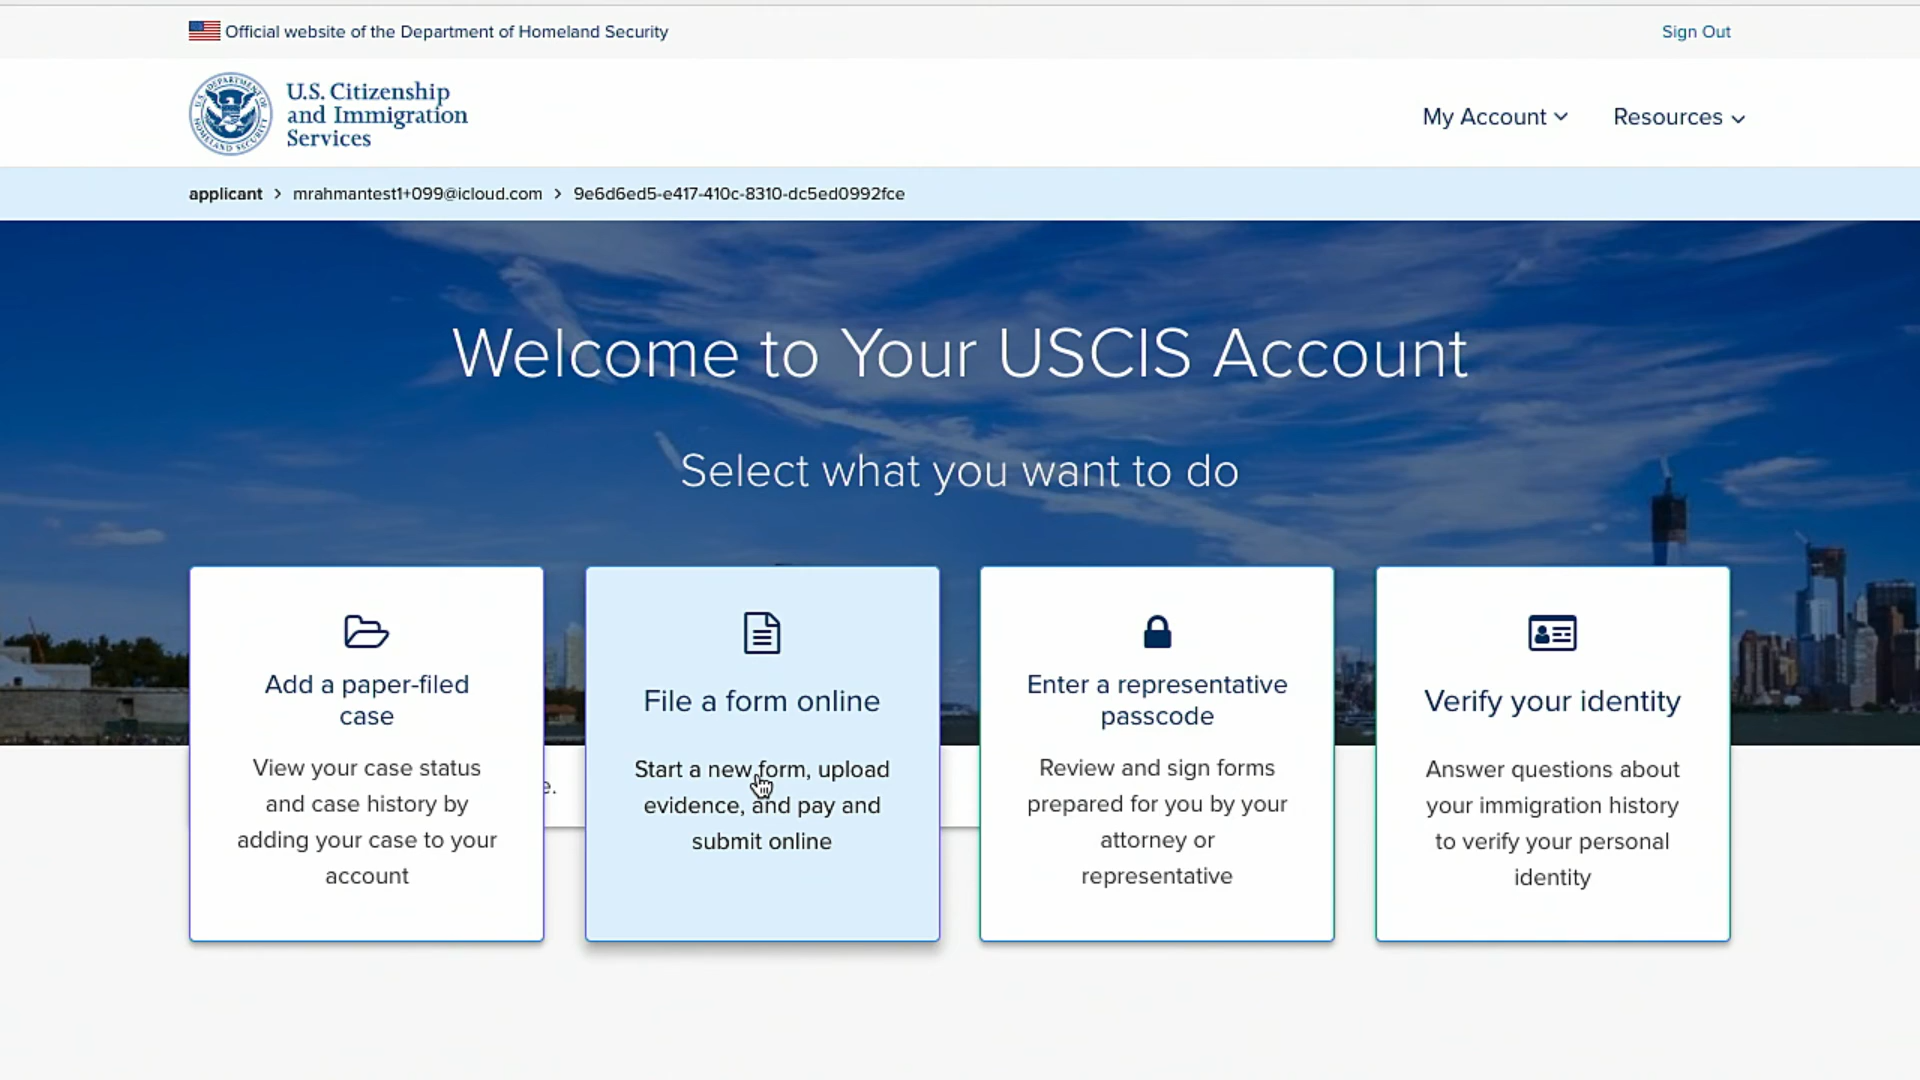 Official website of the Department of Homeland Security
Sign Out
U.S. Citizenship
and Immigration
Services
My Account
Resources
applicant > mrahmantest1+099@icloud.com > 9e6d6ed5-e417-410c-8310-dc5ed0992fce
Welcome to Your USCIS Account
Select what you want to do
Add a paper-filed
case
View your case status
and case history by
adding your case to your
account
File a form online
Start a new form, upload
evidence, and pay and
submit online
Enter a representative
passcode
Review and sign forms
prepared for you by your
attorney or
representative
Verify your identity
Answer questions about
your immigration history
to verify your personal
identity